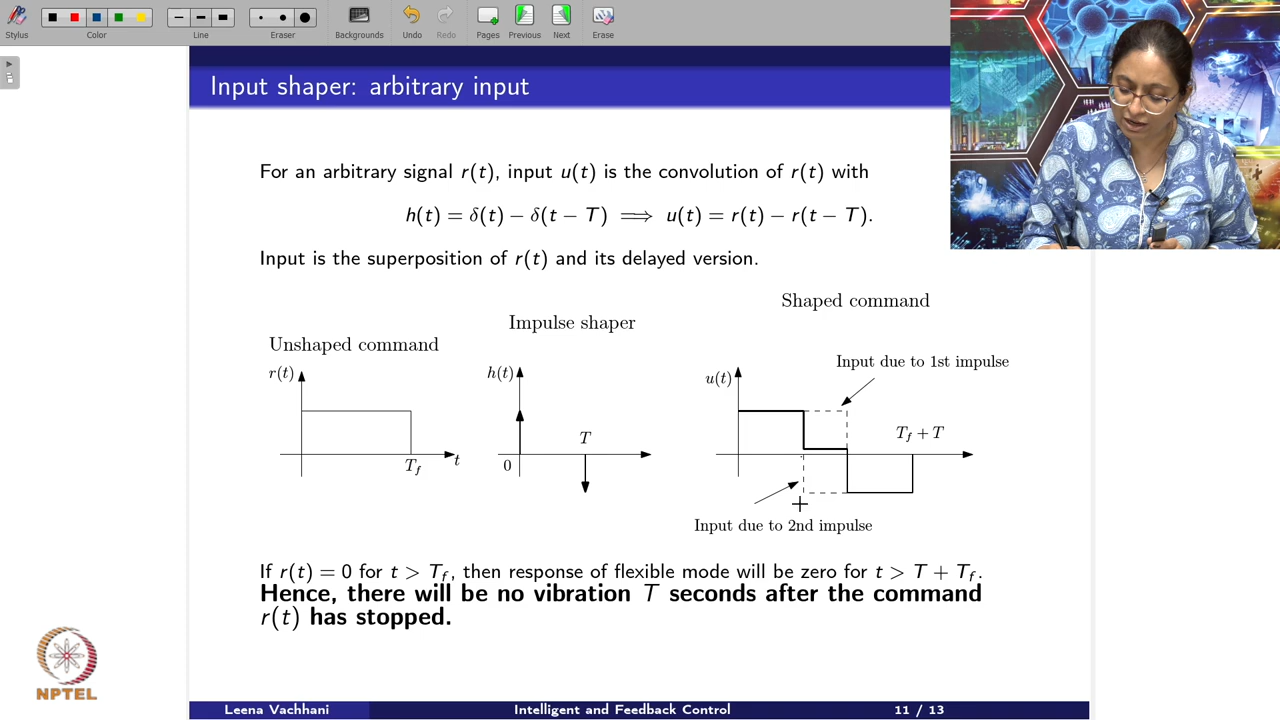 Stylus
Color
Line
Eraser
Backgrounds
Undo
Redo
Pages
Previous
Next
Erase
Input shaper: arbitrary input
For an arbitrary signal r(t), input u(t) is the convolution of r(t) with
h(t) = δ(t) − δ(t − T) ⟹ u(t) = r(t) − r(t − T).
Input is the superposition of r(t) and its delayed version.
Unshaped command
r(t)
T_f
t
Impulse shaper
h(t)
T
0
Shaped command
u(t)
Input due to 1st impulse
T_f + T
Input due to 2nd impulse
If r(t) = 0 for t > T_f, then response of flexible mode will be zero for t > T + T_f.
Hence, there will be no vibration T seconds after the command
r(t) has stopped.
NPTEL
Leena Vachhani
Intelligent and Feedback Control
11 / 13